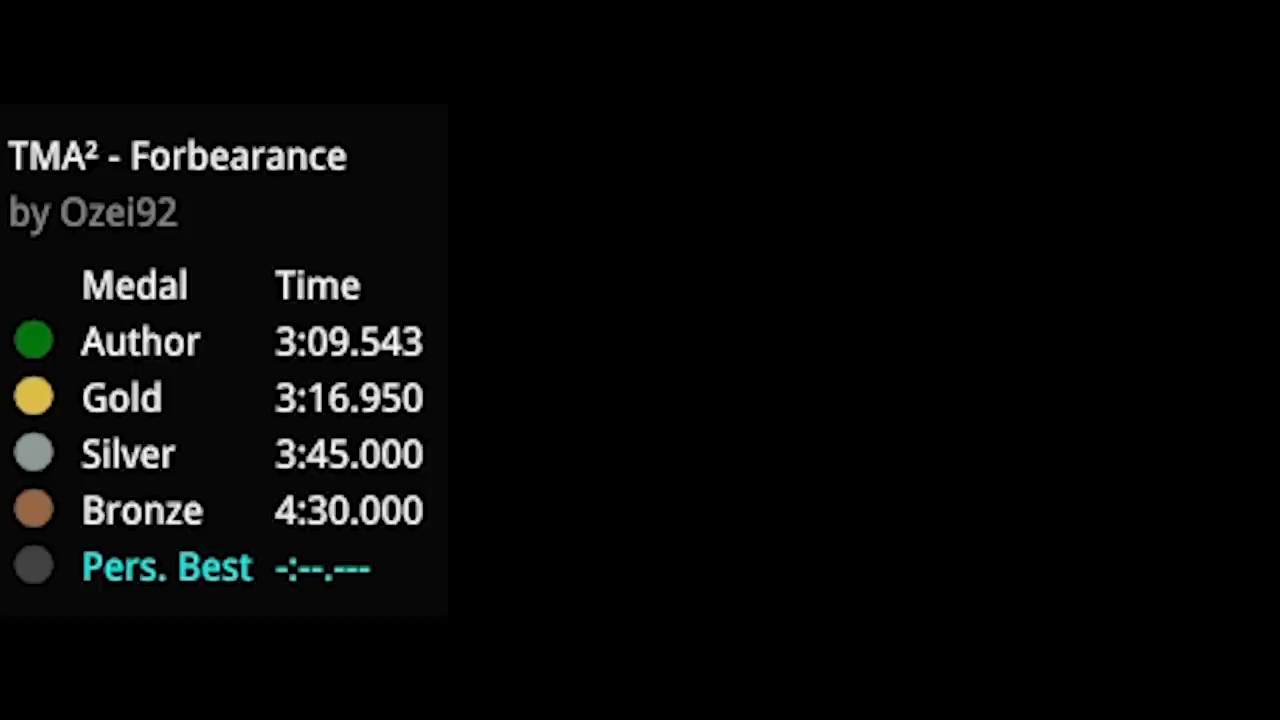 TMA² - Forbearance
by Ozei92
Medal Time
Author 3:09.543
Gold 3:16.950
Silver 3:45.000
Bronze 4:30.000
Pers. Best -:--.---